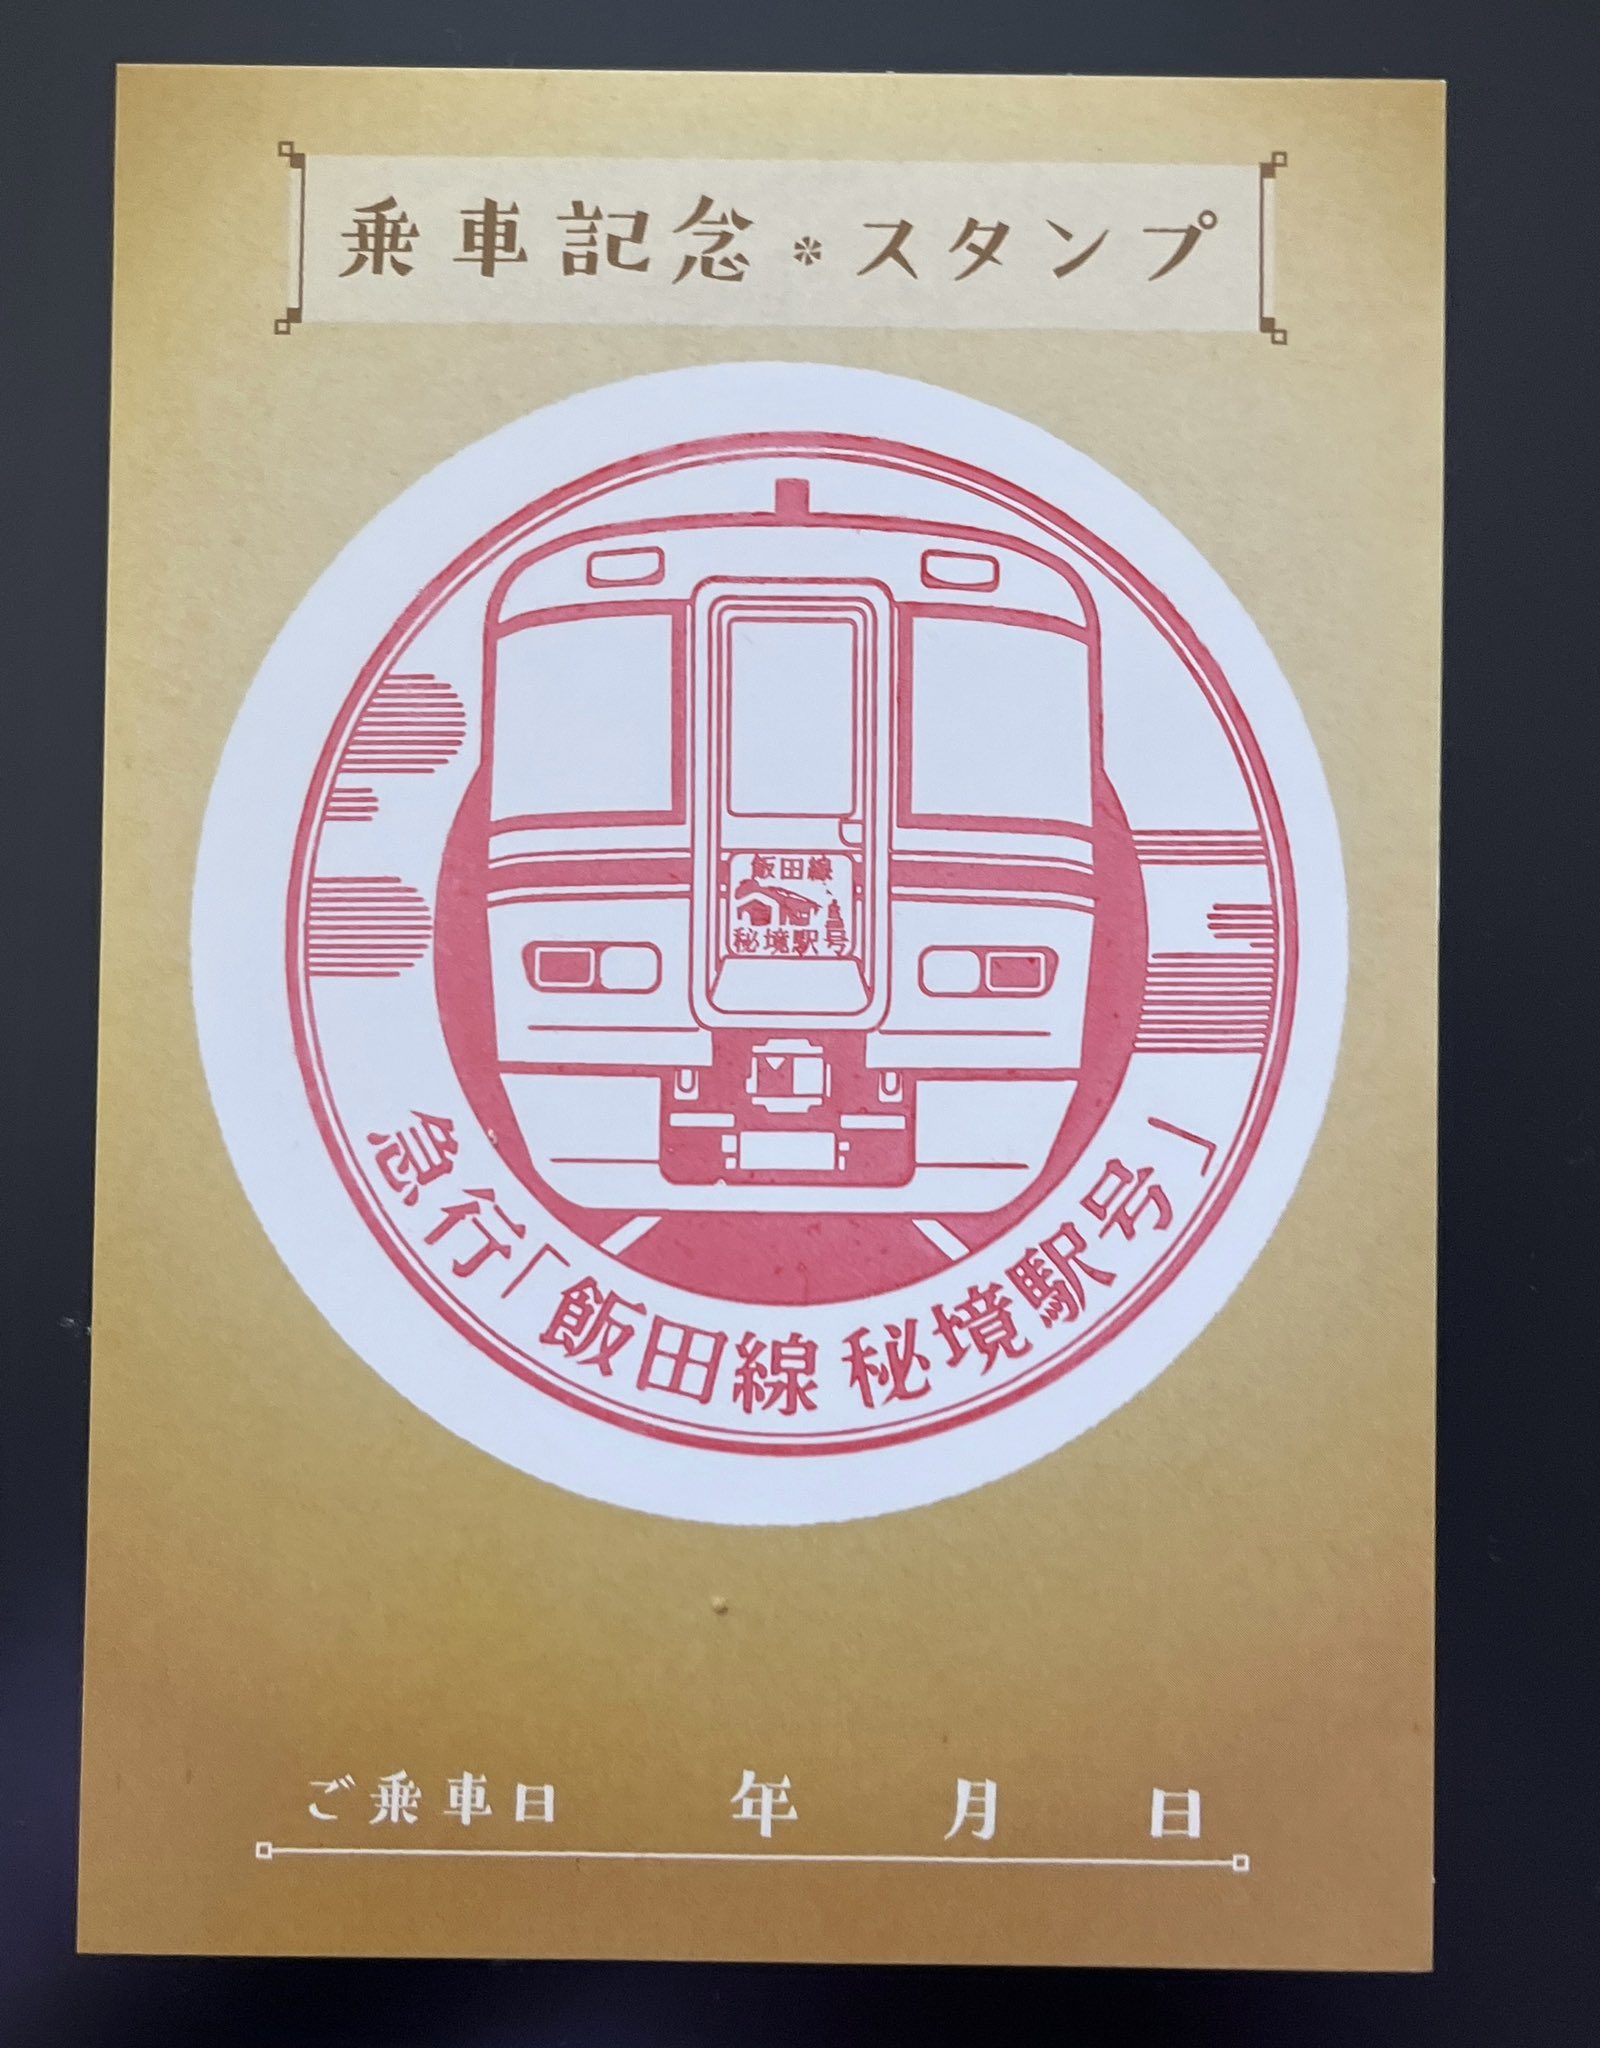 乗車記念*スタンプ
飯田線
秘境駅号
急行「飯田線 秘境駅号」
ご乗車日 年 月 日